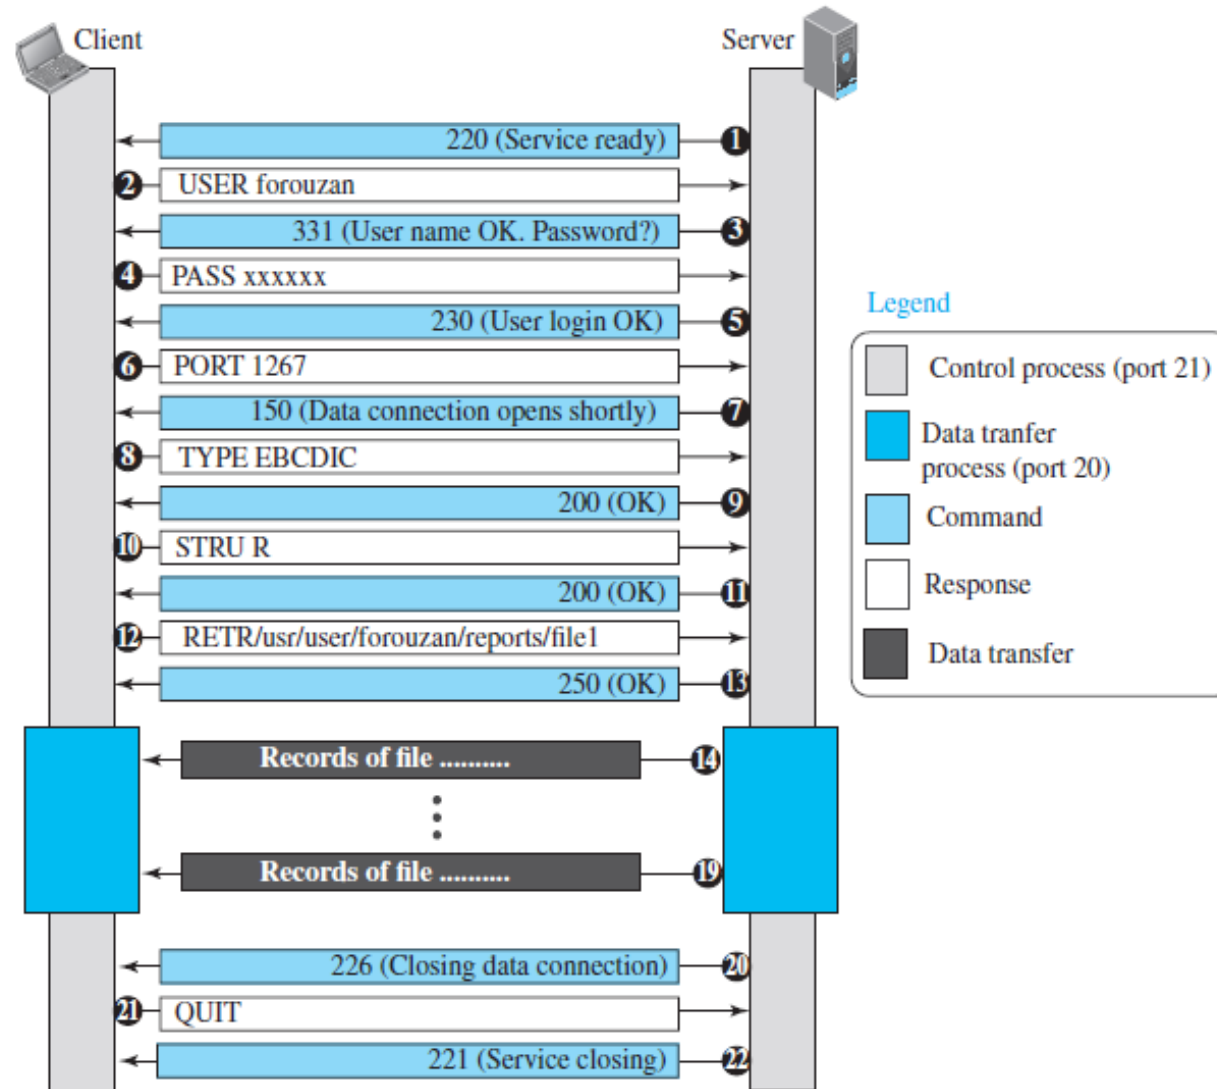 Client
Server
220 (Service ready)
1
2
USER forouzan
331 (User name OK. Password?)
3
4
PASS xxxxxx
230 (User login OK)
5
6
PORT 1267
150 (Data connection opens shortly)
7
8
TYPE EBCDIC
200 (OK)
9
10
STRU R
200 (OK)
11
12
RETR/usr/user/forouzan/reports/file1
250 (OK)
13
Records of file ..........
14
Records of file ..........
19
226 (Closing data connection)
20
21
QUIT
221 (Service closing)
22
Legend
Control process (port 21)
Data tranfer
process (port 20)
Command
Response
Data transfer